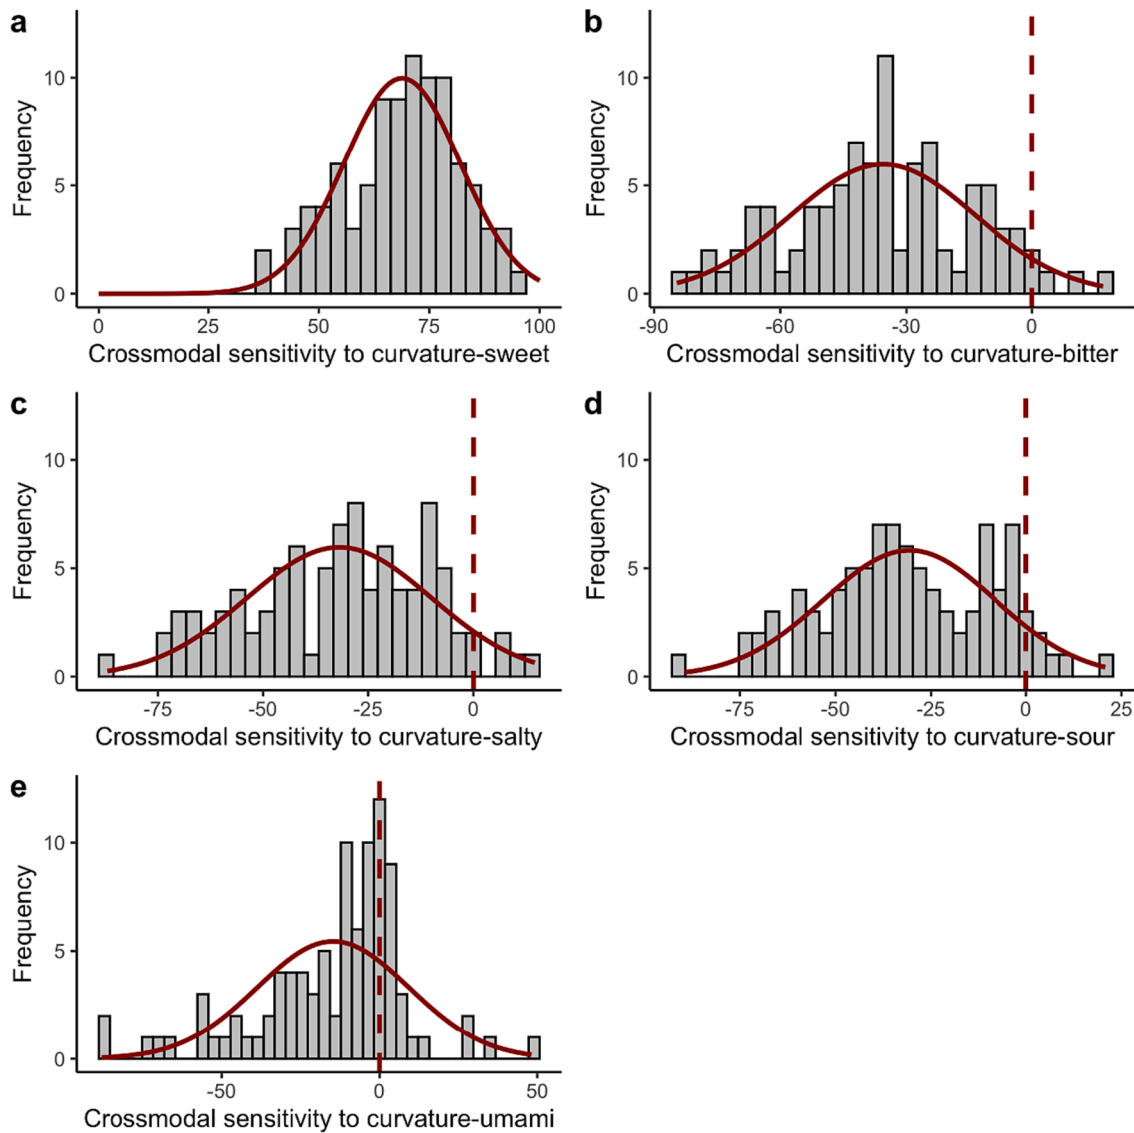 a
b
10
5
0
Frequency
0 25 50 75 100
Crossmodal sensitivity to curvature-sweet
10
5
0
Frequency
-90 -60 -30 0
Crossmodal sensitivity to curvature-bitter
c
d
10
5
0
Frequency
-75 -50 -25 0
Crossmodal sensitivity to curvature-salty
10
5
0
Frequency
-75 -50 -25 0 25
Crossmodal sensitivity to curvature-sour
e
10
5
0
Frequency
-50 0 50
Crossmodal sensitivity to curvature-umami